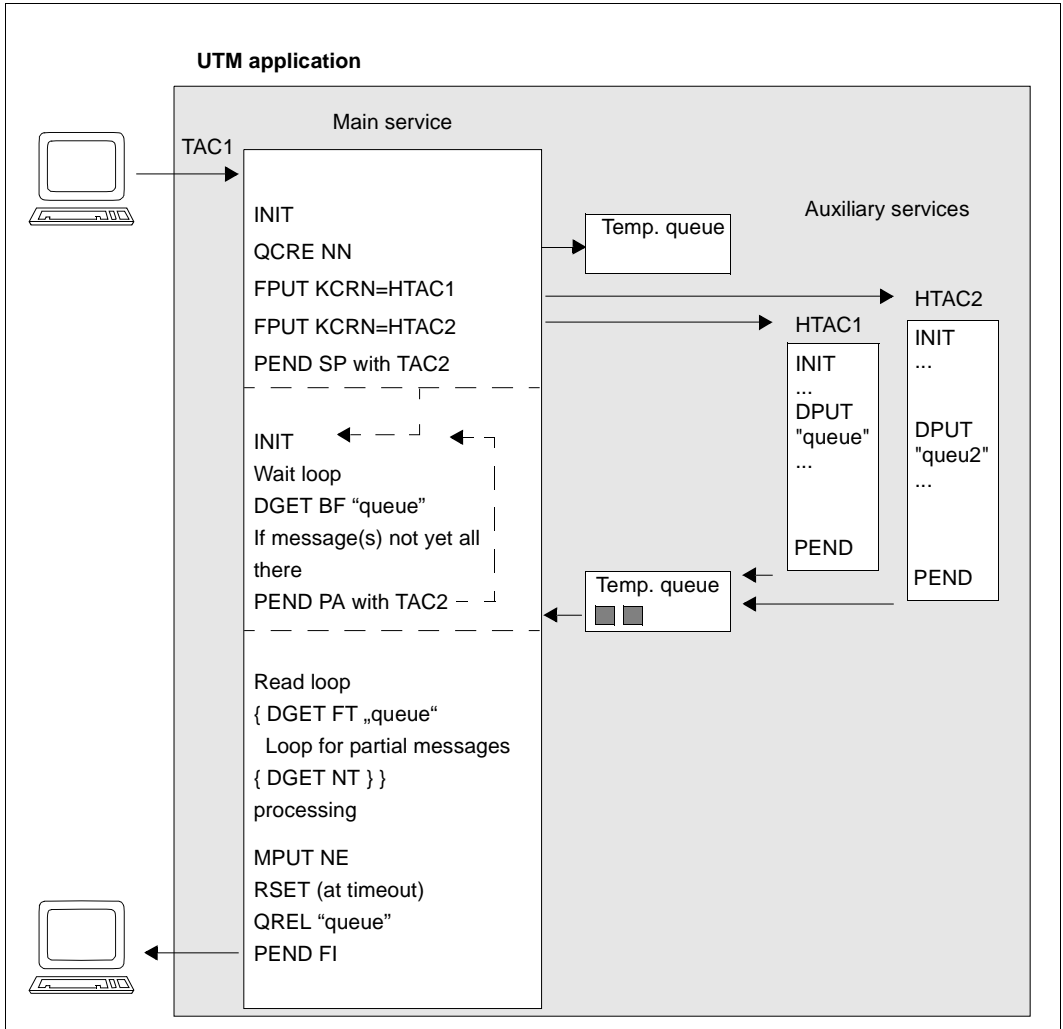 UTM application
Main service
TAC1
INIT
QCRE NN
FPUT KCRN=HTAC1
FPUT KCRN=HTAC2
PEND SP with TAC2
INIT
Wait loop
DGET BF “queue”
If message(s) not yet all
there
PEND PA with TAC2
Read loop
{ DGET FT „queue“
Loop for partial messages
{ DGET NT } }
processing
MPUT NE
RSET (at timeout)
QREL “queue”
PEND FI
Temp. queue
Auxiliary services
HTAC1
INIT
...
DPUT
"queue"
...
PEND
HTAC2
INIT
...
DPUT
"queu2"
...
PEND
Temp. queue